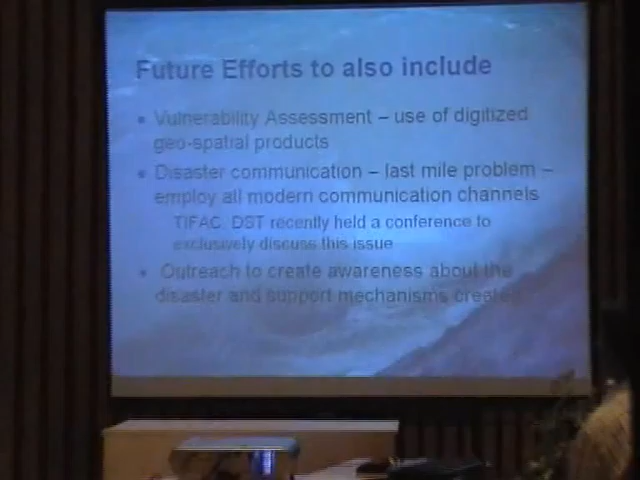 Future Efforts to also include
• Vulnerability Assessment – use of digitized
geo-spatial products
• Disaster communication – last mile problem –
employ all modern communication channels
TIFAC, DST recently held a conference to
exclusively discuss this issue
• Outreach to create awareness about the
disaster and support mechanisms created